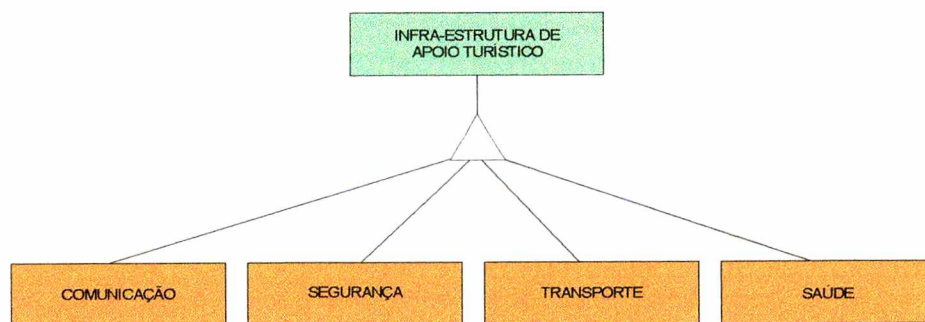 INFRA-ESTRUTURA DE
APOIO TURÍSTICO
COMUNICAÇÃO
SEGURANÇA
TRANSPORTE
SAÚDE